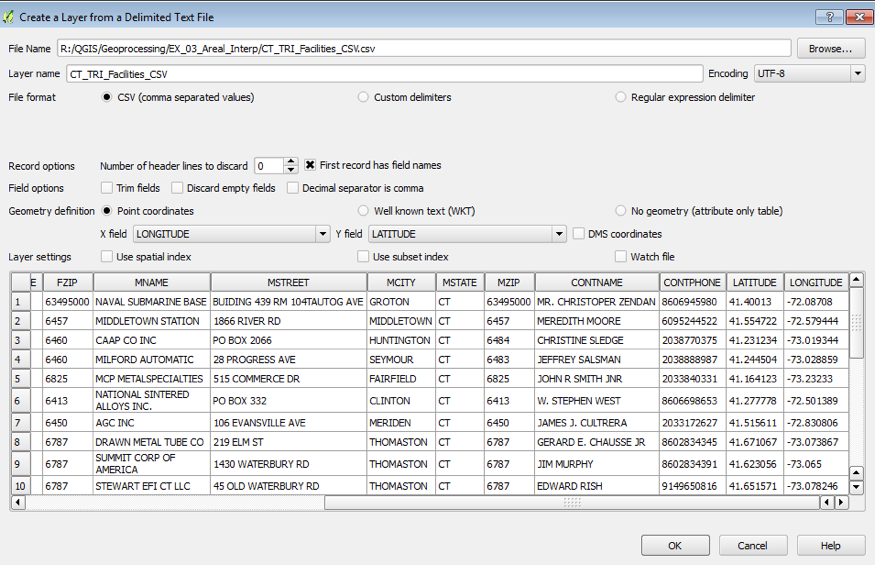 Create a Layer from a Delimited Text File
File Name R:/QGIS/Geoprocessing/EX_03_Areal_Interp/CT_TRI_Facilities_CSV.csv Browse...
Layer name CT_TRI_Facilities_CSV Encoding UTF-8
File format CSV (comma separated values) Custom delimiters Regular expression delimiter
Record options Number of header lines to discard 0 First record has field names
Field options Trim fields Discard empty fields Decimal separator is comma
Geometry definition Point coordinates Well known text (WKT) No geometry (attribute only table)
X field LONGITUDE Y field LATITUDE DMS coordinates
Layer settings Use spatial index Use subset index Watch file
E FZIP MNAME MSTREET MCITY MSTATE MZIP CONTNAME CONTPHONE LATITUDE LONGITUDE
1 63495000 NAVAL SUBMARINE BASE BUIDING 439 RM 104TAUTOG AVE GROTON CT 63495000 MR. CHRISTOPER ZENDAN 8606945980 41.40013 -72.08708
2 6457 MIDDLETOWN STATION 1866 RIVER RD MIDDLETOWN CT 6457 MEREDITH MOORE 6095244522 41.554722 -72.579444
3 6460 CAAP CO INC PO BOX 2066 HUNTINGTON CT 6484 CHRISTINE SLEDGE 2038770375 41.231234 -73.019344
4 6460 MILFORD AUTOMATIC 28 PROGRESS AVE SEYMOUR CT 6483 JEFFREY SALSMAN 2038888987 41.244504 -73.028859
5 6825 MCP METALSPECIALTIES 515 COMMERCE DR FAIRFIELD CT 6825 JOHN R SMITH JNR 2033840331 41.164123 -73.23233
6 6413 NATIONAL SINTERED ALLOYS INC. PO BOX 332 CLINTON CT 6413 W. STEPHEN WEST 8606698653 41.277778 -72.501389
7 6450 AGC INC 106 EVANSVILLE AVE MERIDEN CT 6450 JAMES J. CULTRERA 2033172627 41.515611 -72.830806
8 6787 DRAWN METAL TUBE CO 219 ELM ST THOMASTON CT 6787 GERARD E. CHAUSSE JR 8602834345 41.671067 -73.073867
9 6787 SUMMIT CORP OF AMERICA 1430 WATERBURY RD THOMASTON CT 6787 JIM MURPHY 8602834391 41.623056 -73.065
10 6787 STEWART EFI CT LLC 45 OLD WATERBURY RD THOMASTON CT 6787 EDWARD RISH 9149650816 41.651571 -73.078246
OK Cancel Help